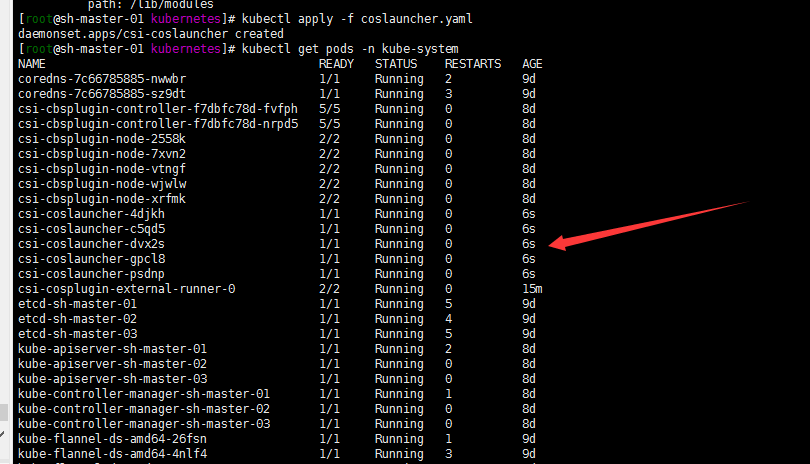 path: /lib/modules
[root@sh-master-01 kubernetes]# kubectl apply -f coslauncher.yaml
daemonset.apps/csi-coslauncher created
[root@sh-master-01 kubernetes]# kubectl get pods -n kube-system
NAME READY STATUS RESTARTS AGE
coredns-7c66785885-nwwbr 1/1 Running 2 9d
coredns-7c66785885-sz9dt 1/1 Running 3 9d
csi-cbsplugin-controller-f7dbfc78d-fvfph 5/5 Running 0 8d
csi-cbsplugin-controller-f7dbfc78d-nrpd5 5/5 Running 0 8d
csi-cbsplugin-node-2558k 2/2 Running 0 8d
csi-cbsplugin-node-7xvn2 2/2 Running 0 8d
csi-cbsplugin-node-vtngf 2/2 Running 0 8d
csi-cbsplugin-node-wjwlw 2/2 Running 0 8d
csi-cbsplugin-node-xrfmk 2/2 Running 0 8d
csi-coslauncher-4djkh 1/1 Running 0 6s
csi-coslauncher-c5qd5 1/1 Running 0 6s
csi-coslauncher-dvx2s 1/1 Running 0 6s
csi-coslauncher-gpcl8 1/1 Running 0 6s
csi-coslauncher-psdnp 1/1 Running 0 6s
csi-cosplugin-external-runner-0 2/2 Running 0 15m
etcd-sh-master-01 1/1 Running 5 9d
etcd-sh-master-02 1/1 Running 4 9d
etcd-sh-master-03 1/1 Running 5 9d
kube-apiserver-sh-master-01 1/1 Running 2 8d
kube-apiserver-sh-master-02 1/1 Running 0 8d
kube-apiserver-sh-master-03 1/1 Running 0 8d
kube-controller-manager-sh-master-01 1/1 Running 1 8d
kube-controller-manager-sh-master-02 1/1 Running 0 8d
kube-controller-manager-sh-master-03 1/1 Running 0 8d
kube-flannel-ds-amd64-26fsn 1/1 Running 1 9d
kube-flannel-ds-amd64-4nlf4 1/1 Running 3 9d